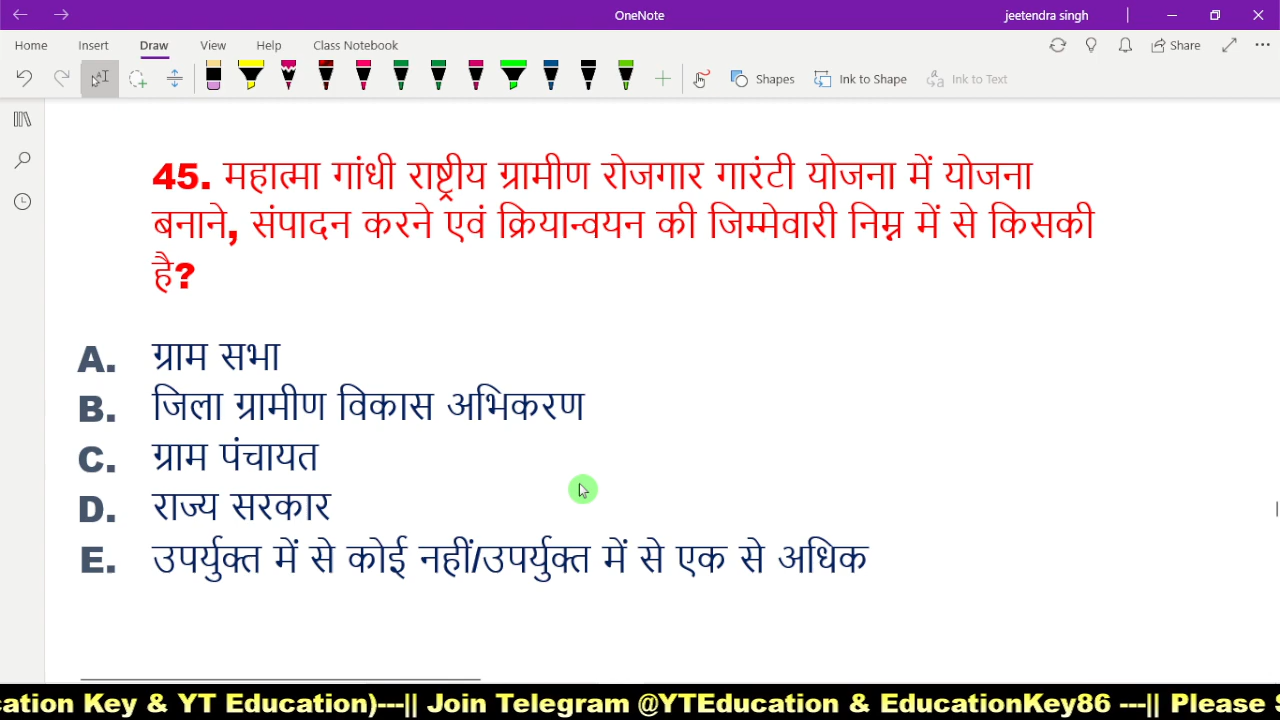 OneNote
jeetendra singh
Home Insert Draw View Help Class Notebook
Share
Shapes Ink to Shape Ink to Text
45. महात्मा गांधी राष्ट्रीय ग्रामीण रोजगार गारंटी योजना में योजना
बनाने, संपादन करने एवं क्रियान्वयन की जिम्मेवारी निम्न में से किसकी
है?
A. ग्राम सभा
B. जिला ग्रामीण विकास अभिकरण
C. ग्राम पंचायत
D. राज्य सरकार
E. उपर्युक्त में से कोई नहीं/उपर्युक्त में से एक से अधिक
cation Key & YT Education)---|| Join Telegram @YTEducation & EducationKey86 ---|| Please